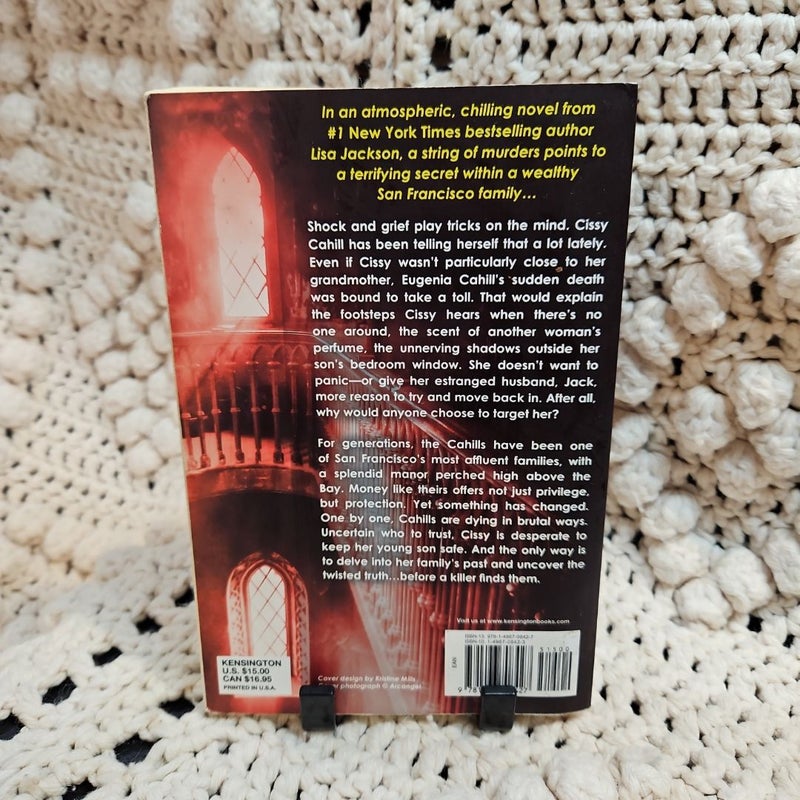 In an atmospheric, chilling novel from
#1 New York Times bestselling author
Lisa Jackson, a string of murders points to
a terrifying secret within a wealthy
San Francisco family...
Shock and grief play tricks on the mind. Cissy
Cahill has been telling herself that a lot lately.
Even if Cissy wasn't particularly close to her
grandmother, Eugenia Cahill's sudden death
was bound to take a toll. That would explain
the footsteps Cissy hears when there's no
one around, the scent of another woman's
perfume, the unnerving shadows outside her
son's bedroom window. She doesn't want to
panic—or give her estranged husband, Jack,
more reason to try and move back in. After all,
why would anyone choose to target her?
For generations, the Cahills have been one
of San Francisco's most affluent families, with
a splendid manor perched high above the
Bay. Money like theirs offers not just privilege,
but protection. Yet something has changed.
One by one, Cahills are dying in brutal ways.
Uncertain who to trust, Cissy is desperate to
keep her young son safe. And the only way is
to delve into her family's past and uncover the
twisted truth...before a killer finds them.
Visit us at www.kensingtonbooks.com
KENSINGTON
U.S. $15.00
CAN $16.95
PRINTED IN U.S.A.
Cover design by Kristine Mills
photograph © Arcangel
EAN
51500